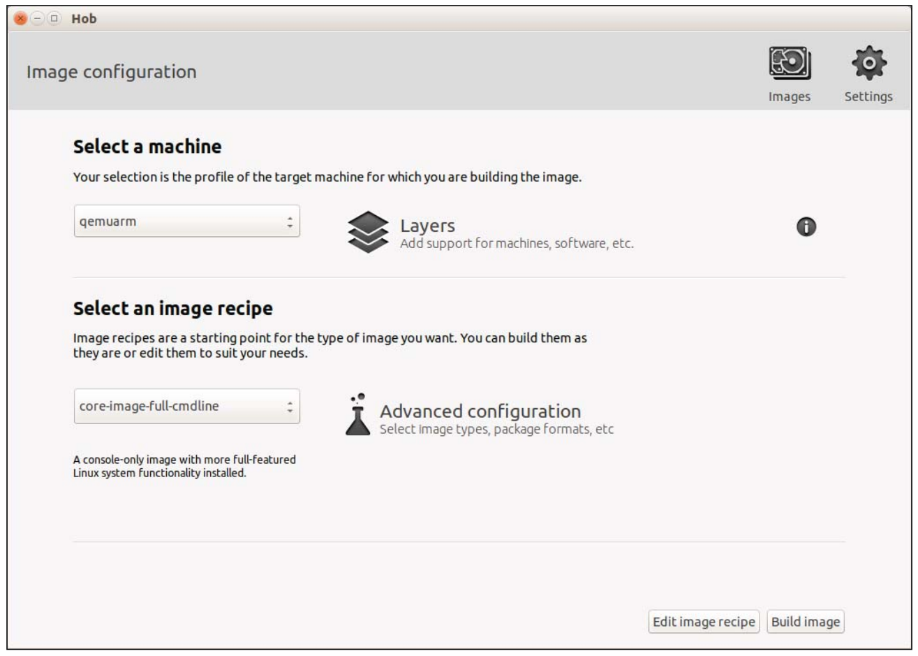 Hob
Image configuration
Images
Settings
Select a machine
Your selection is the profile of the target machine for which you are building the image.
qemuarm
Layers
Add support for machines, software, etc.
Select an image recipe
Image recipes are a starting point for the type of image you want. You can build them as
they are or edit them to suit your needs.
core-image-full-cmdline
Advanced configuration
Select image types, package formats, etc
A console-only image with more full-featured
Linux system functionality installed.
Edit image recipe
Build image